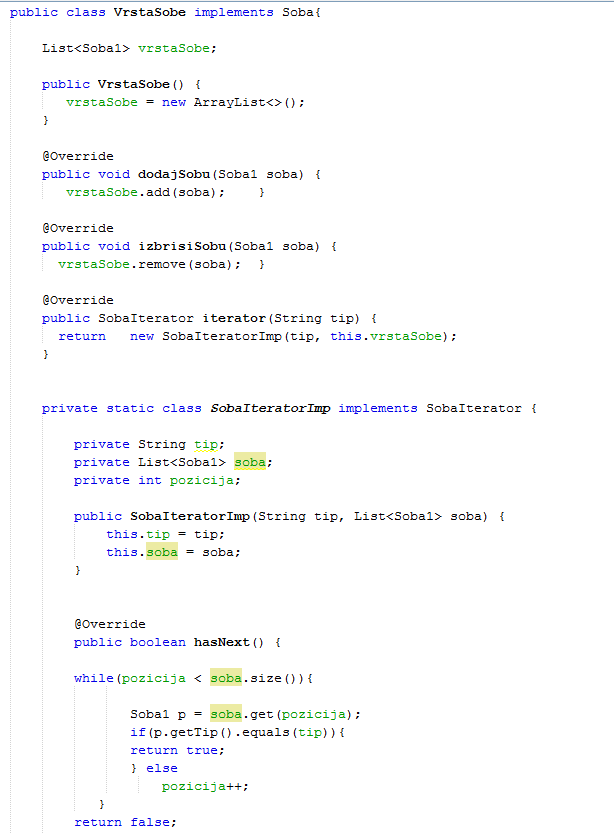 public class VrstaSobe implements Soba{
List<Soba1> vrstaSobe;
public VrstaSobe() {
vrstaSobe = new ArrayList<>();
}
@Override
public void dodajSobu(Soba1 soba) {
vrstaSobe.add(soba);    }
@Override
public void izbrisiSobu(Soba1 soba) {
vrstaSobe.remove(soba);  }
@Override
public SobaIterator iterator(String tip) {
return   new SobaIteratorImp(tip, this.vrstaSobe);
}
private static class SobaIteratorImp implements SobaIterator {
private String tip;
private List<Soba1> soba;
private int pozicija;
public SobaIteratorImp(String tip, List<Soba1> soba) {
this.tip = tip;
this.soba = soba;
}
@Override
public boolean hasNext() {
while(pozicija < soba.size()){
Soba1 p = soba.get(pozicija);
if(p.getTip().equals(tip)){
return true;
} else
pozicija++;
}
return false;